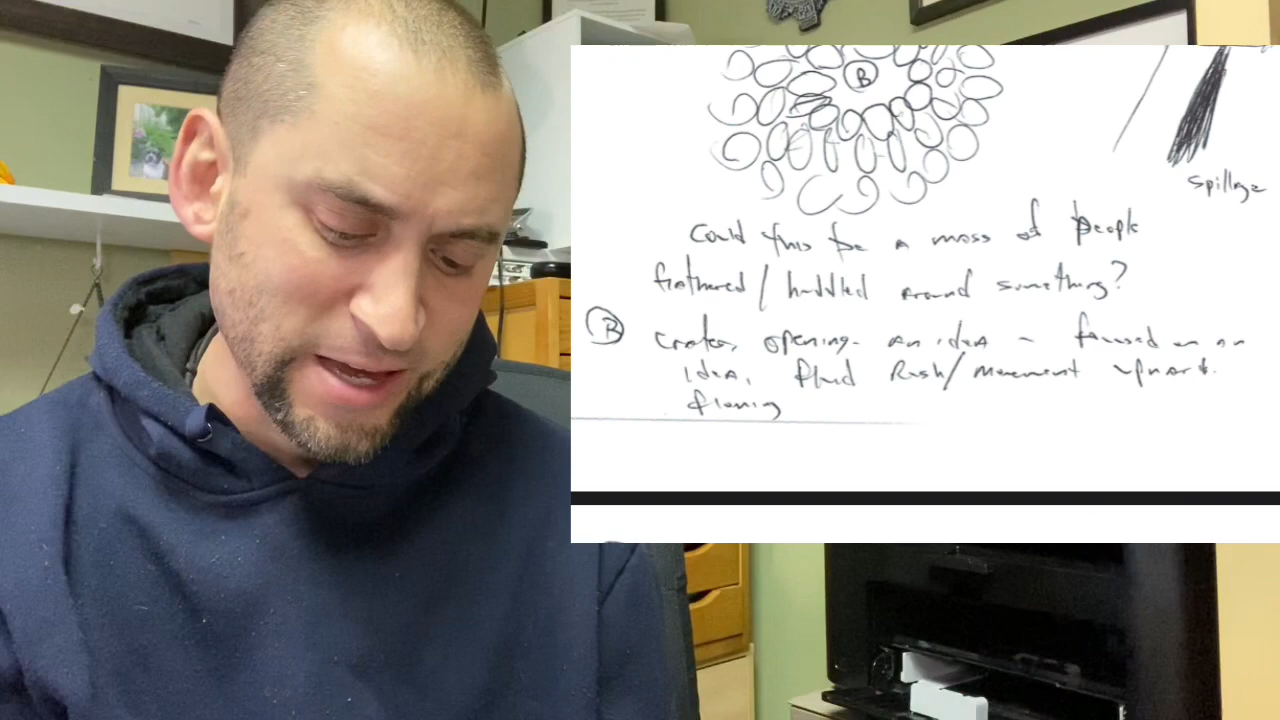 B
spillage
Could this be a mass of people
gathered/huddled around something?
B crater, opening - an idea - focused on an
idea. fluid Rush/movement upward.
flowing